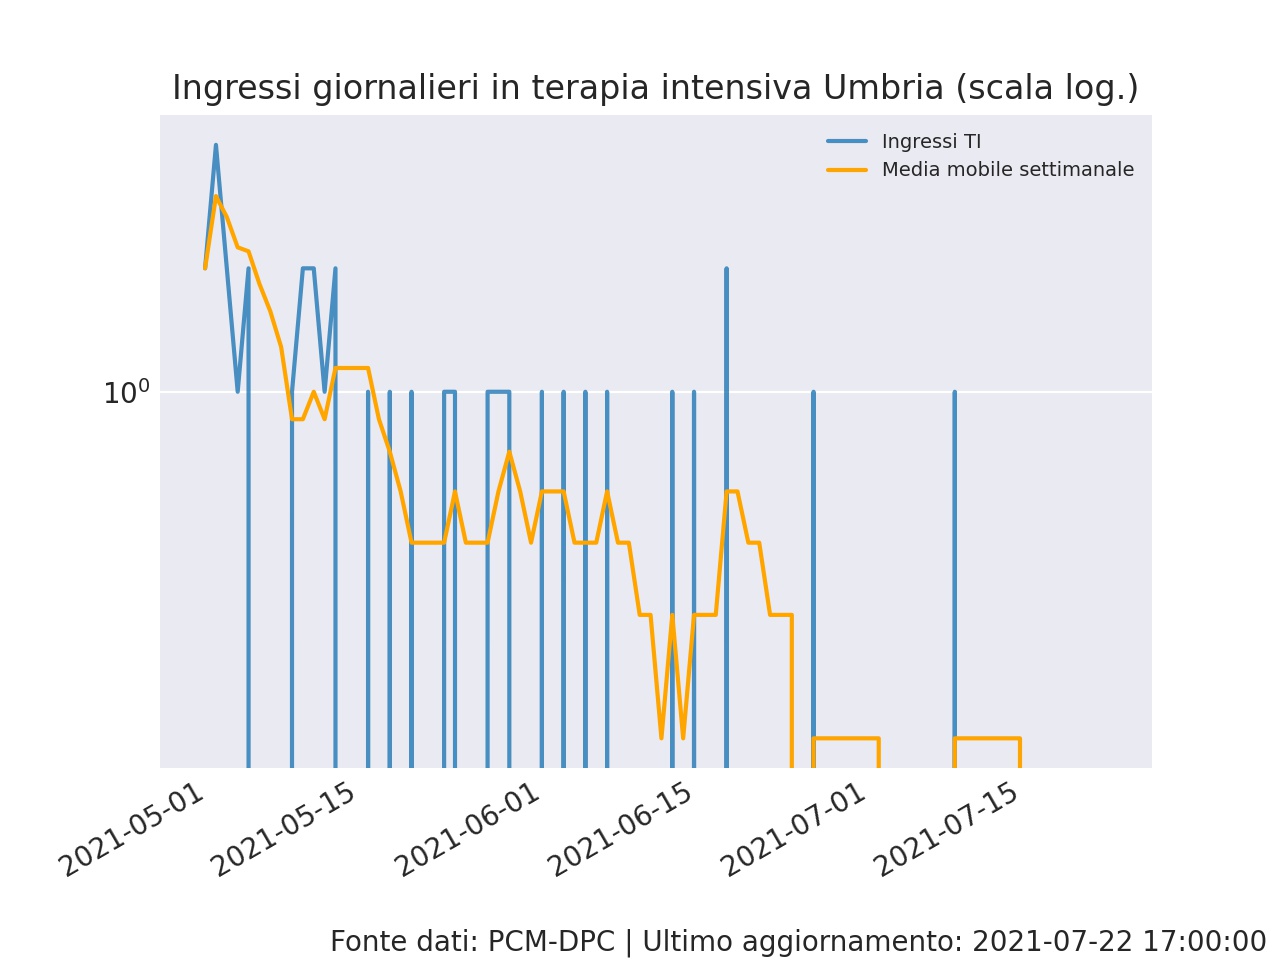 Ingressi giornalieri in terapia intensiva Umbria (scala log.)
Ingressi TI
Media mobile settimanale
10⁰
2021-05-01
2021-05-15
2021-06-01
2021-06-15
2021-07-01
2021-07-15
Fonte dati: PCM-DPC | Ultimo aggiornamento: 2021-07-22 17:00:00